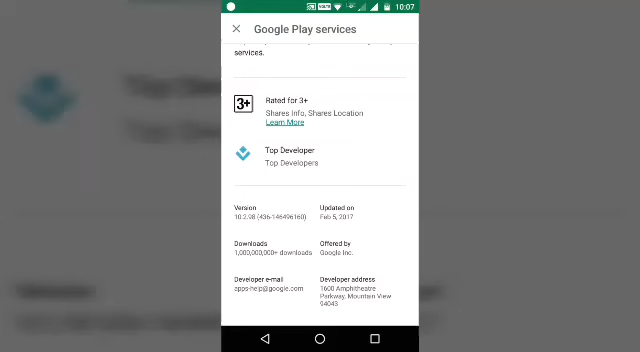 10:07
Google Play services
services.
3+
Rated for 3+
Shares Info, Shares Location
Learn More
Top Developer
Top Developers
Version
10.2.98 (436-146496160)
Updated on
Feb 5, 2017
Downloads
1,000,000,000+ downloads
Offered by
Google Inc.
Developer e-mail
apps-help@google.com
Developer address
1600 Amphitheatre
Parkway, Mountain View
94043